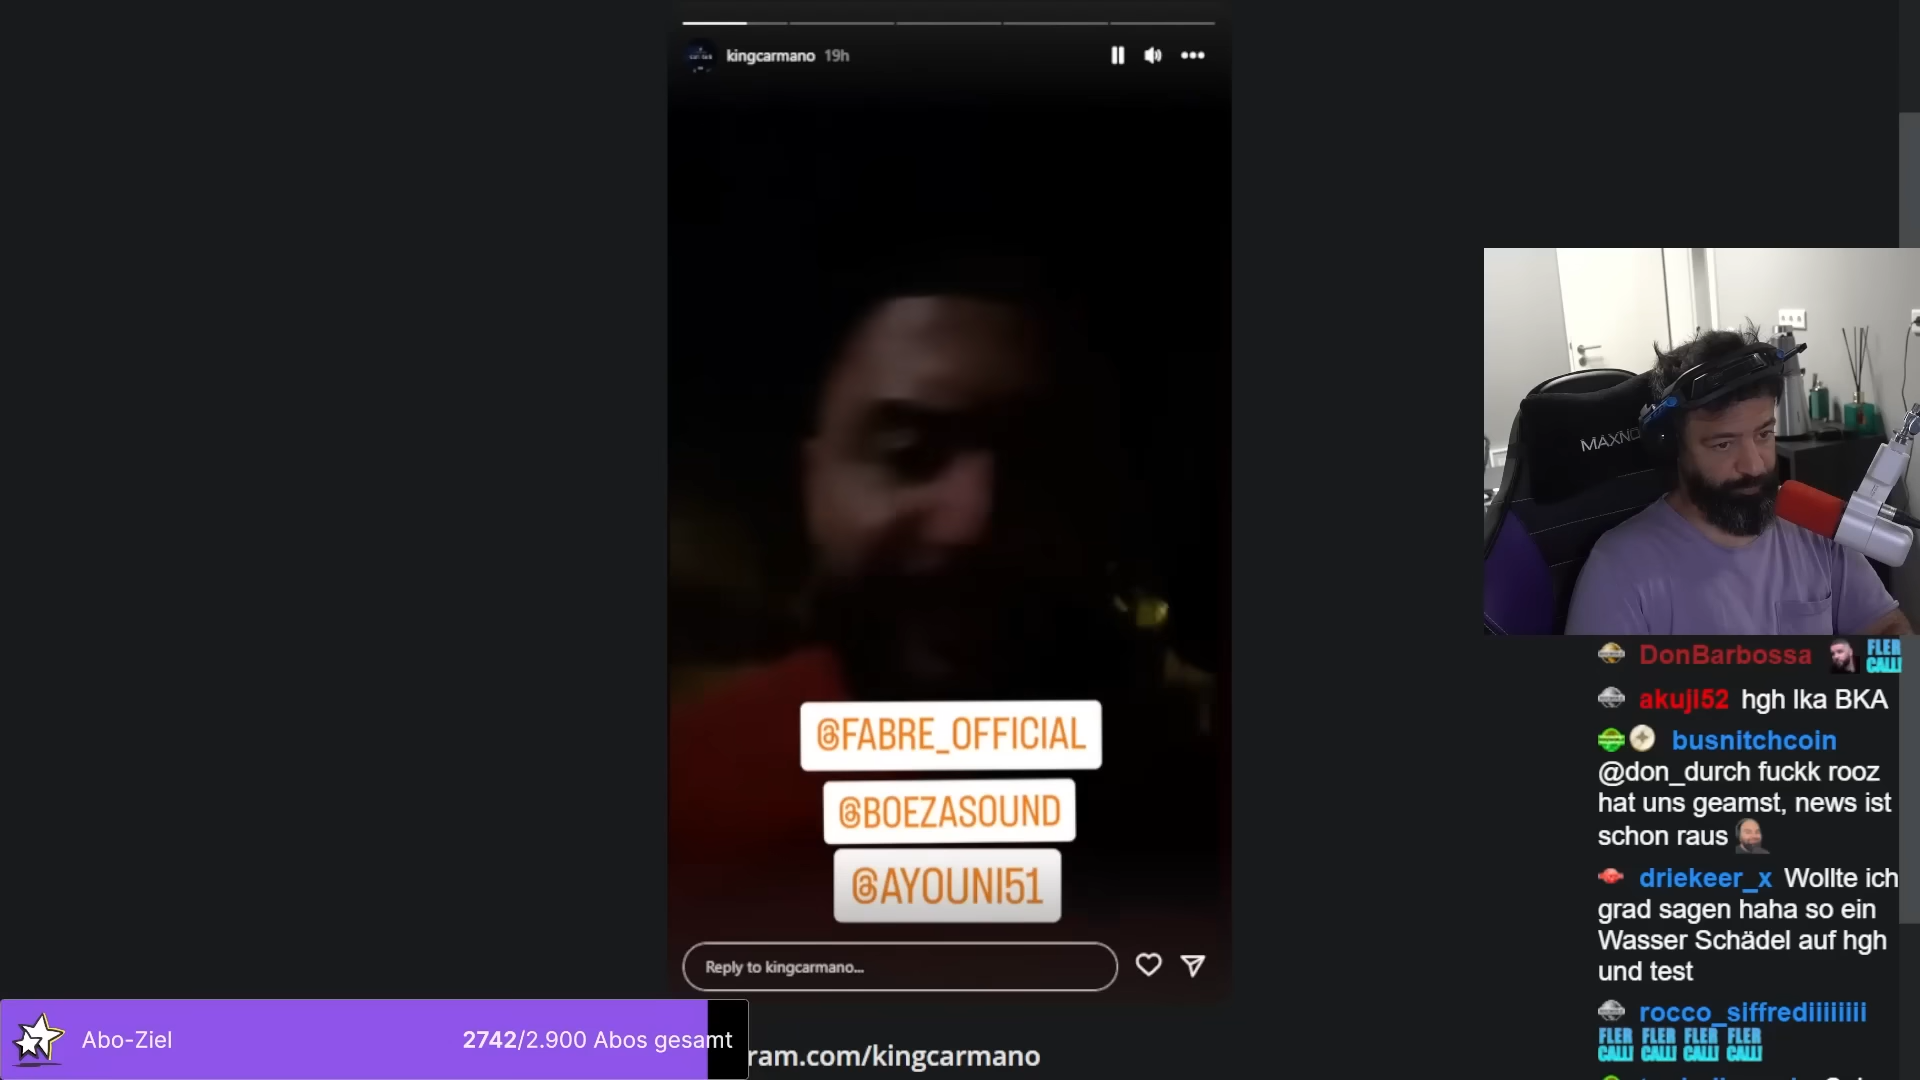 kingcarmano 19h
MAXNO
@FABRE_OFFICIAL
@BOEZASOUND
@AYOUNI51
Reply to kingcarmano...
Abo-Ziel
2742/2.900 Abos gesamt
ram.com/kingcarmano
DonBarbossa FLER CALLI
akuji52 hgh lka BKA
busnitchcoin
@don_durch fuckk rooz
hat uns geamst, news ist
schon raus
driekeer_x Wollte ich
grad sagen haha so ein
Wasser Schädel auf hgh
und test
rocco_siffrediiiiiiiii
FLER FLER FLER FLER
CALLI CALLI CALLI CALLI